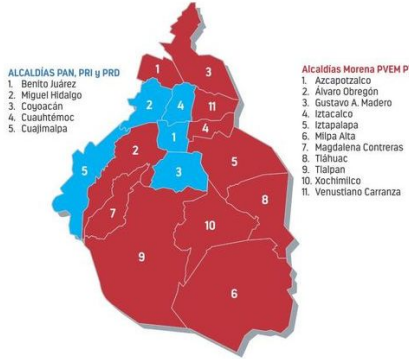 ALCALDÍAS PAN, PRI y PRD
1. Benito Juárez
2. Miguel Hidalgo
3. Coyoacán
4. Cuauhtémoc
5. Cuajimalpa
Alcaldías Morena PVEM P
1. Azcapotzalco
2. Álvaro Obregón
3. Gustavo A. Madero
4. Iztacalco
5. Iztapalapa
6. Milpa Alta
7. Magdalena Contreras
8. Tláhuac
9. Tlalpan
10. Xochimilco
11. Venustiano Carranza
1
3
2
4
11
4
1
2
3
5
5
7
8
10
9
6